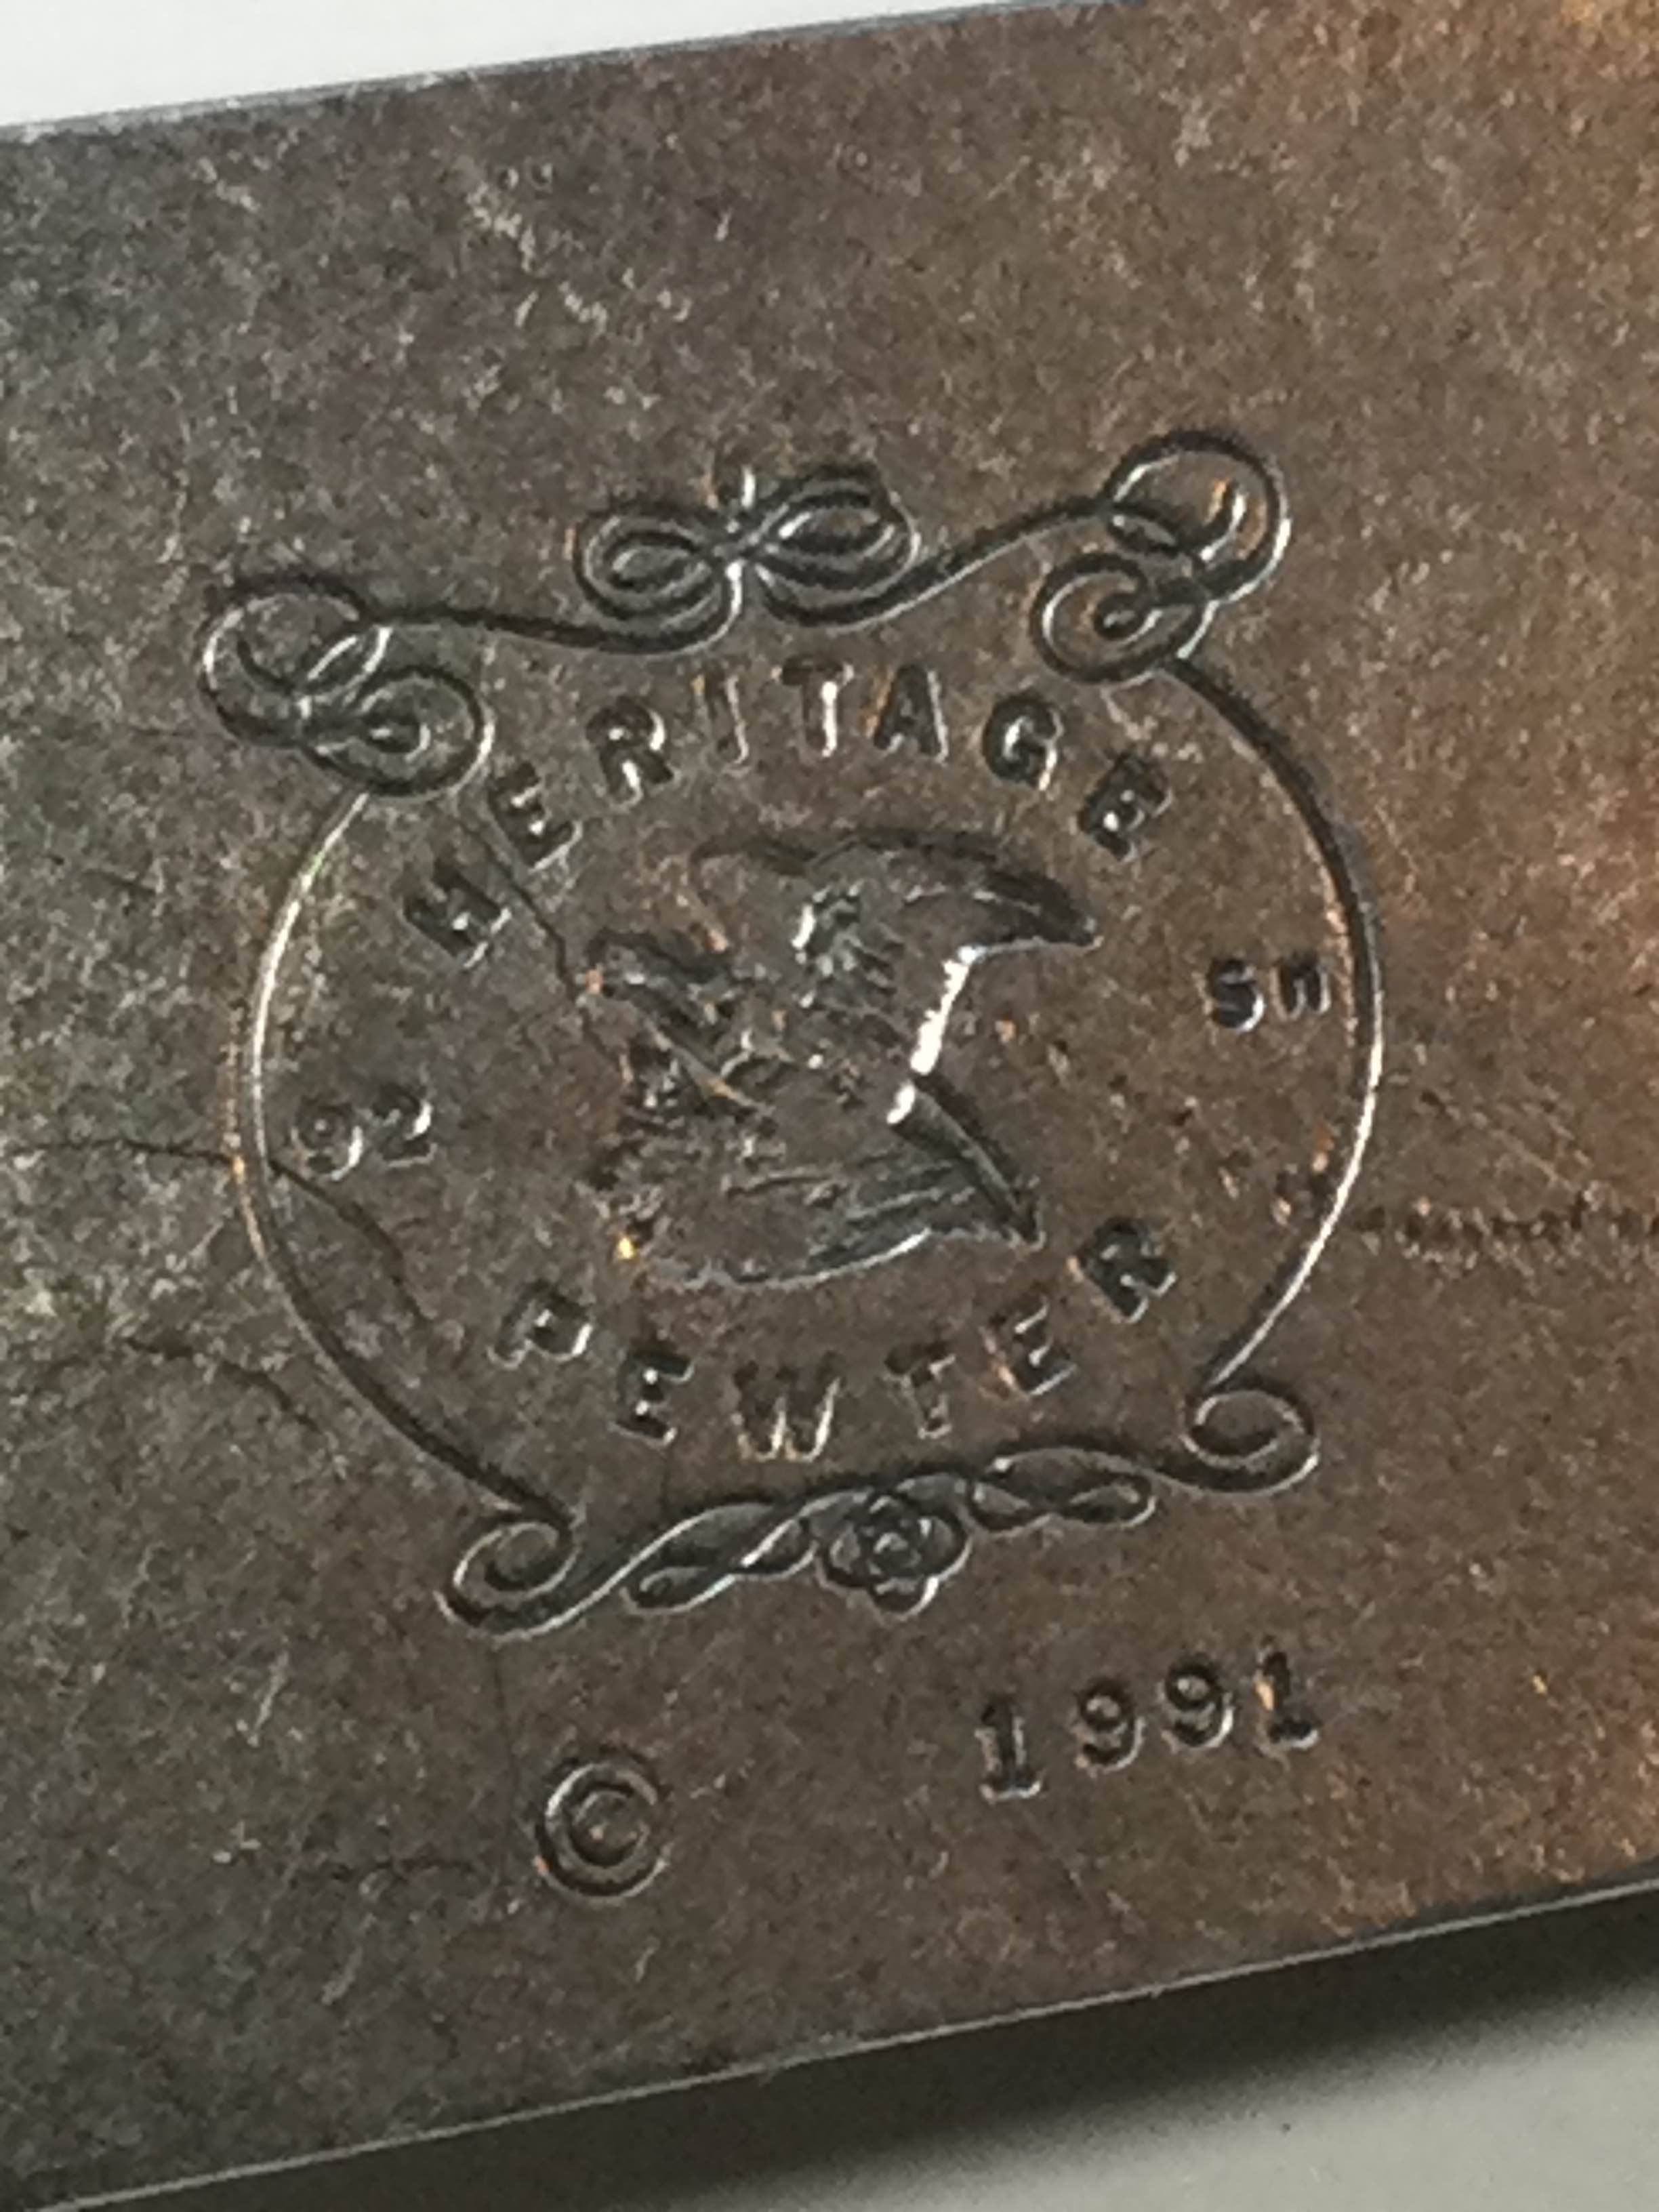 HERITAGE
92 Sn
PEWTER
© 1991